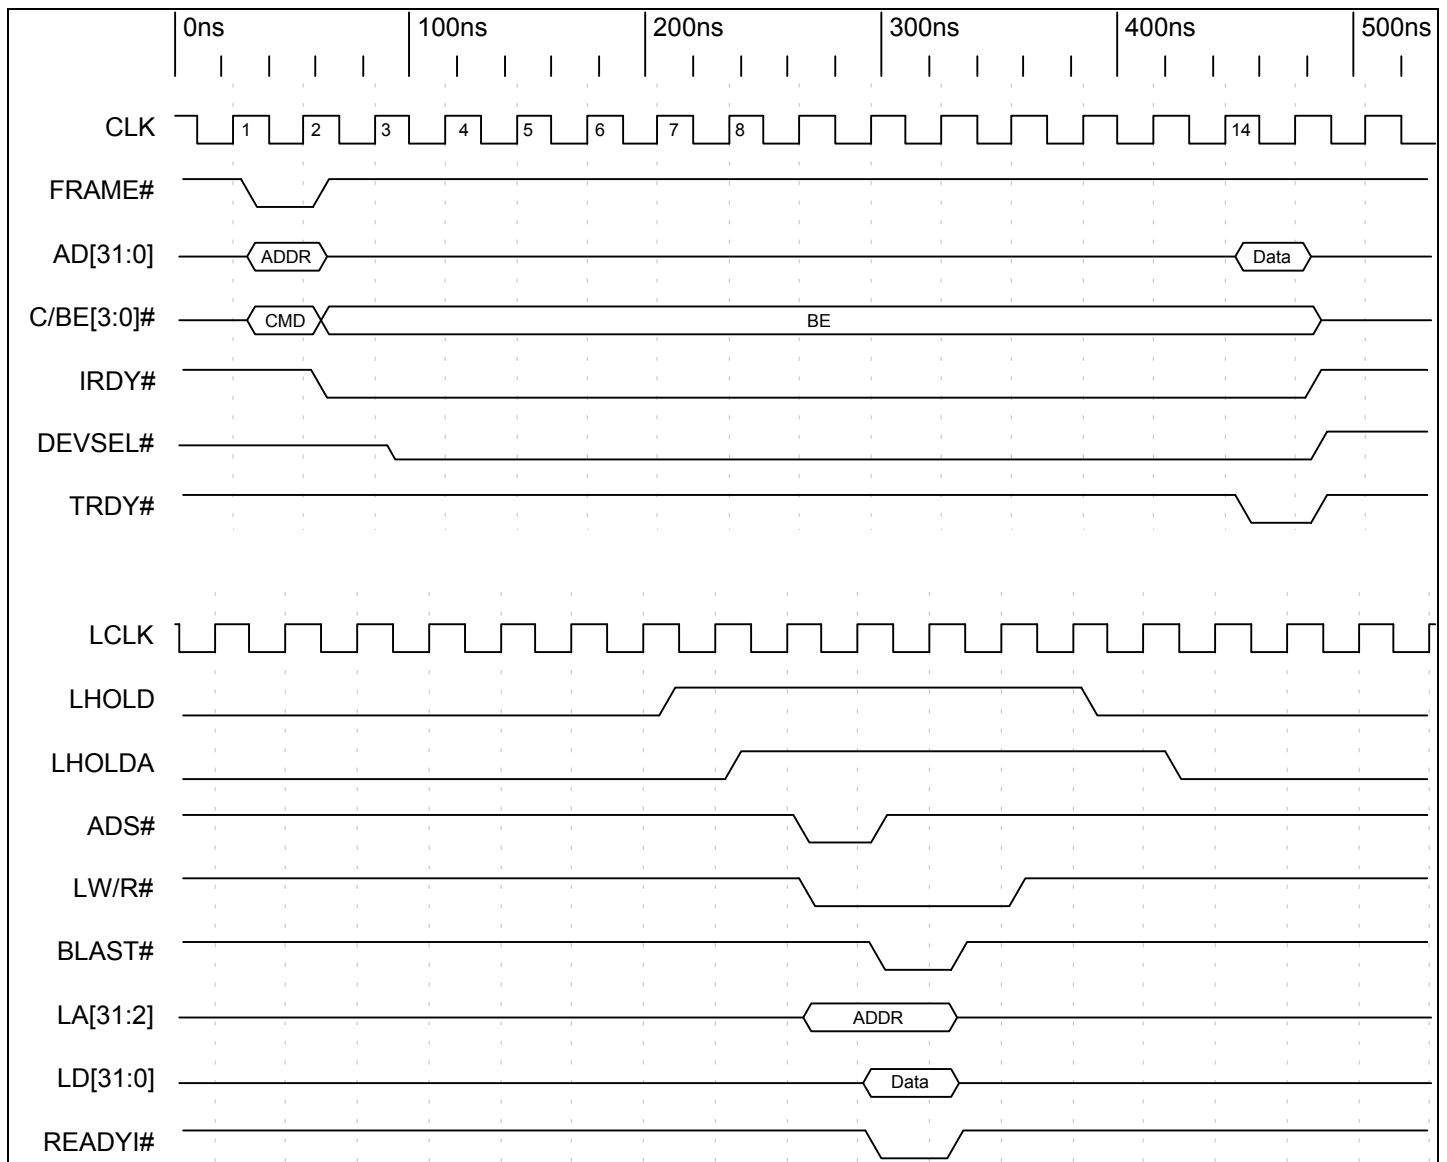 0ns 100ns 200ns 300ns 400ns 500ns
CLK 1 2 3 4 5 6 7 8 14
FRAME#
AD[31:0] ADDR Data
C/BE[3:0]# CMD BE
IRDY#
DEVSEL#
TRDY#
LCLK
LHOLD
LHOLDA
ADS#
LW/R#
BLAST#
LA[31:2] ADDR
LD[31:0] Data
READYI#